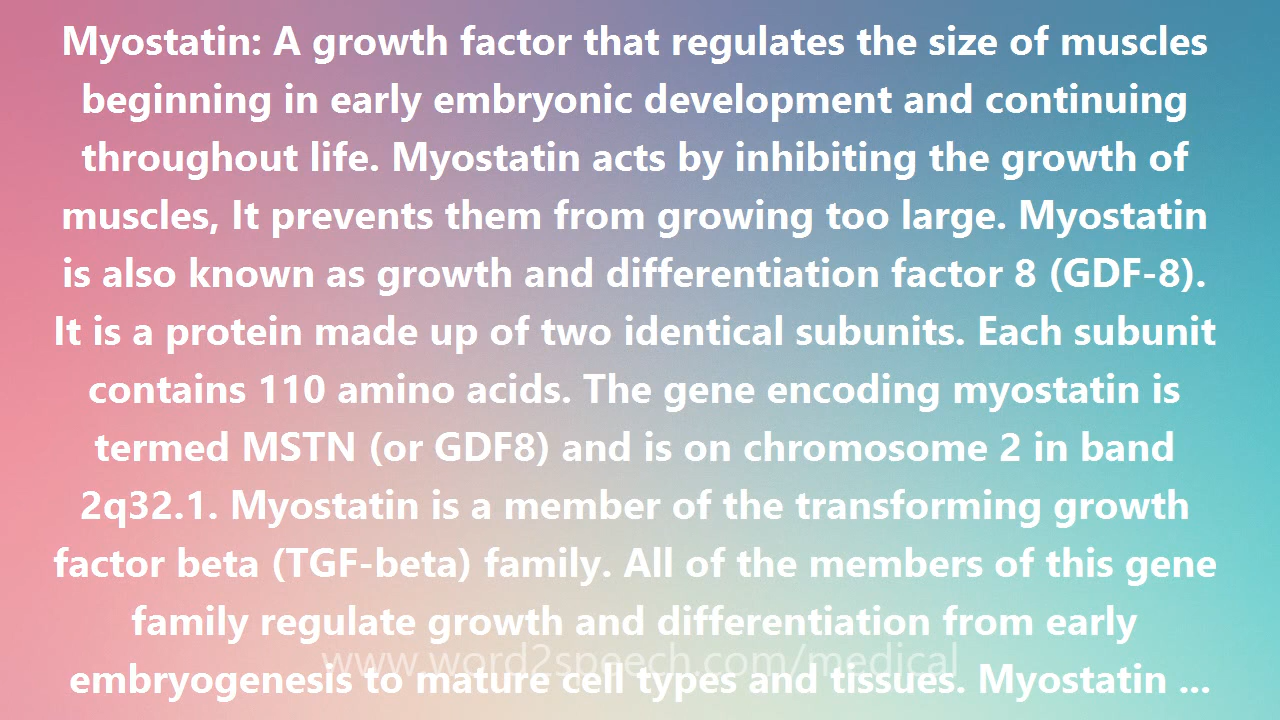 Myostatin: A growth factor that regulates the size of muscles
beginning in early embryonic development and continuing
throughout life. Myostatin acts by inhibiting the growth of
muscles, It prevents them from growing too large. Myostatin
is also known as growth and differentiation factor 8 (GDF-8).
It is a protein made up of two identical subunits. Each subunit
contains 110 amino acids. The gene encoding myostatin is
termed MSTN (or GDF8) and is on chromosome 2 in band
2q32.1. Myostatin is a member of the transforming growth
factor beta (TGF-beta) family. All of the members of this gene
family regulate growth and differentiation from early
www.word2speech.com/medical
embryogenesis to mature cell types and tissues. Myostatin ...